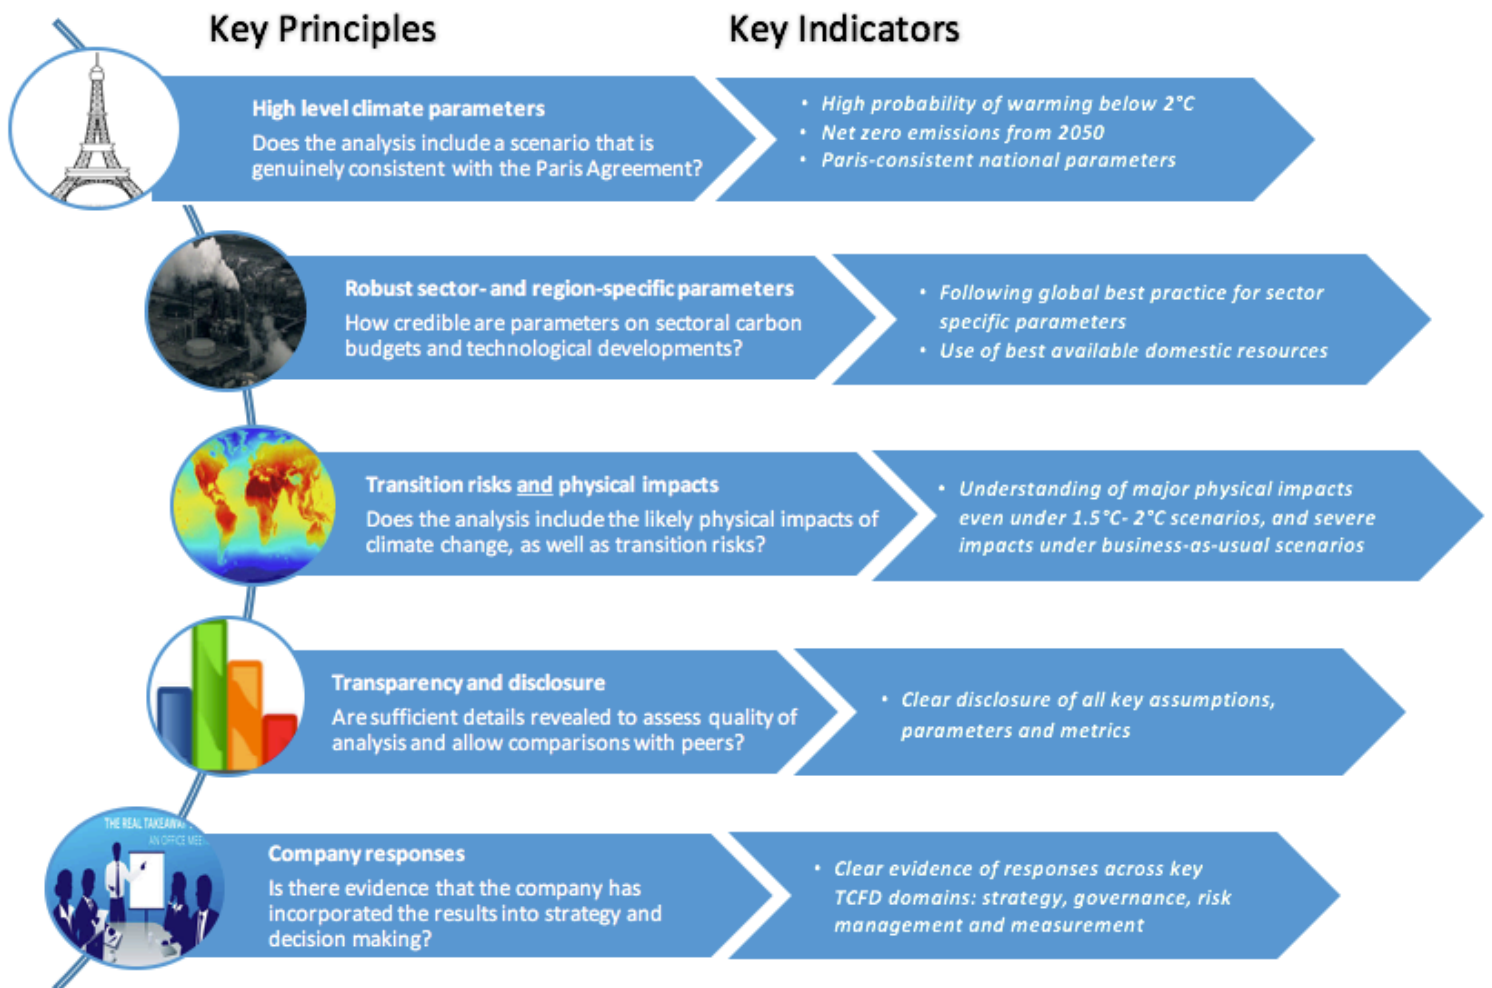 Key Principles
Key Indicators
High level climate parameters
Does the analysis include a scenario that is
genuinely consistent with the Paris Agreement?
• High probability of warming below 2°C
• Net zero emissions from 2050
• Paris-consistent national parameters
Robust sector- and region-specific parameters
How credible are parameters on sectoral carbon
budgets and technological developments?
• Following global best practice for sector
specific parameters
• Use of best available domestic resources
Transition risks and physical impacts
Does the analysis include the likely physical impacts of
climate change, as well as transition risks?
• Understanding of major physical impacts
even under 1.5°C- 2°C scenarios, and severe
impacts under business-as-usual scenarios
Transparency and disclosure
Are sufficient details revealed to assess quality of
analysis and allow comparisons with peers?
• Clear disclosure of all key assumptions,
parameters and metrics
THE REAL TAKEAWAY
AN OFFICE
Company responses
Is there evidence that the company has
incorporated the results into strategy and
decision making?
• Clear evidence of responses across key
TCFD domains: strategy, governance, risk
management and measurement